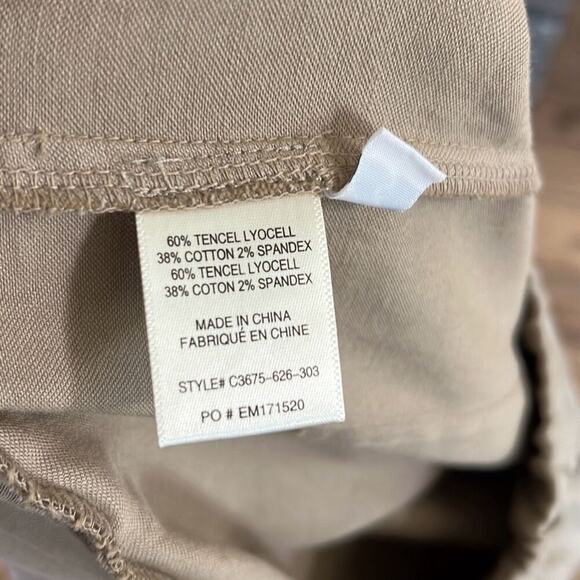 60% TENCEL LYOCELL
38% COTTON 2% SPANDEX
60% TENCEL LYOCELL
38% COTON 2% SPANDEX
MADE IN CHINA
FABRIQUÉ EN CHINE
STYLE# C3675-626-303
PO # EM171520